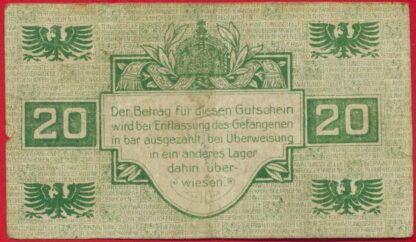 Der Betrag für diesen Gutschein
wird bei Entlassung des Gefangenen
in bar ausgezahlt, bei Überweisung
in ein anderes Lager
dahin über-
wiesen.
20
20